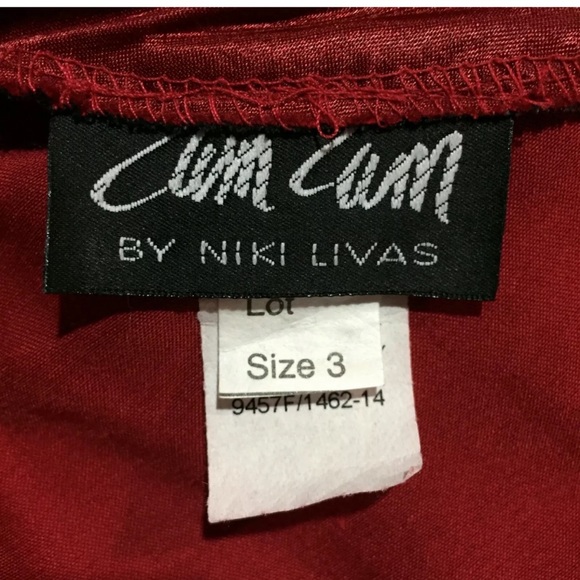 Cum Cum
BY NIKI LIVAS
Lot
Size 3
9457F/1462-14